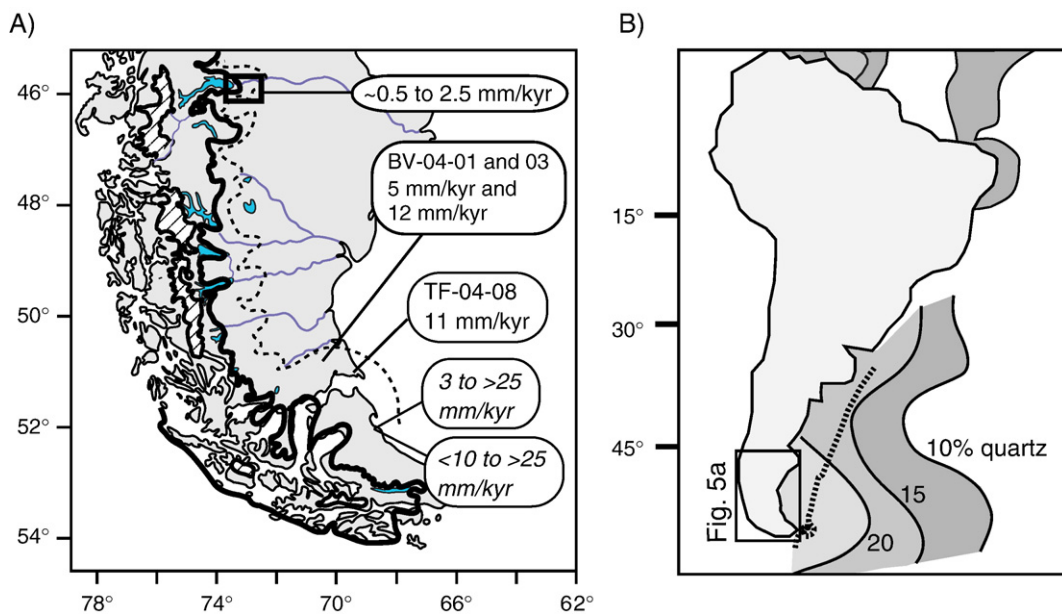 A)
46°
48°
50°
52°
54°
78°
74°
70°
66°
62°
~0.5 to 2.5 mm/kyr
BV-04-01 and 03
5 mm/kyr and
12 mm/kyr
TF-04-08
11 mm/kyr
3 to >25
mm/kyr
<10 to >25
mm/kyr
B)
15°
30°
45°
10% quartz
15
20
Fig. 5a